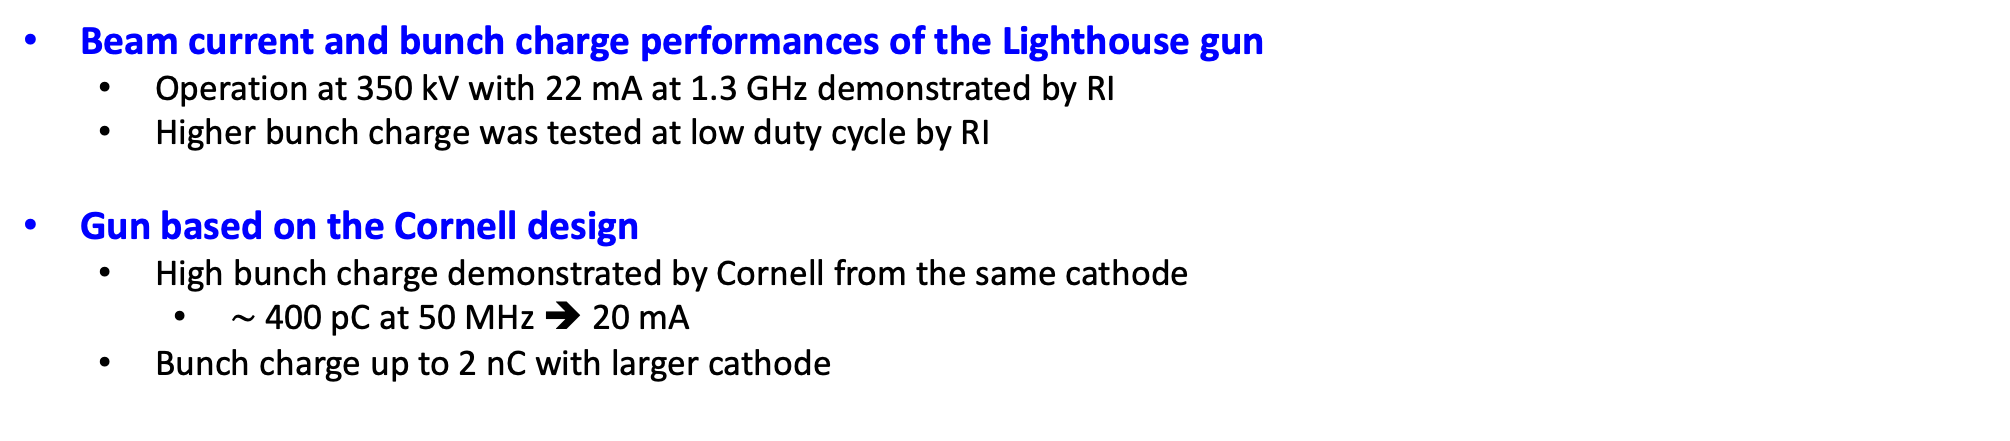 • Beam current and bunch charge performances of the Lighthouse gun
• Operation at 350 kV with 22 mA at 1.3 GHz demonstrated by RI
• Higher bunch charge was tested at low duty cycle by RI
• Gun based on the Cornell design
• High bunch charge demonstrated by Cornell from the same cathode
• ~ 400 pC at 50 MHz ➔ 20 mA
• Bunch charge up to 2 nC with larger cathode